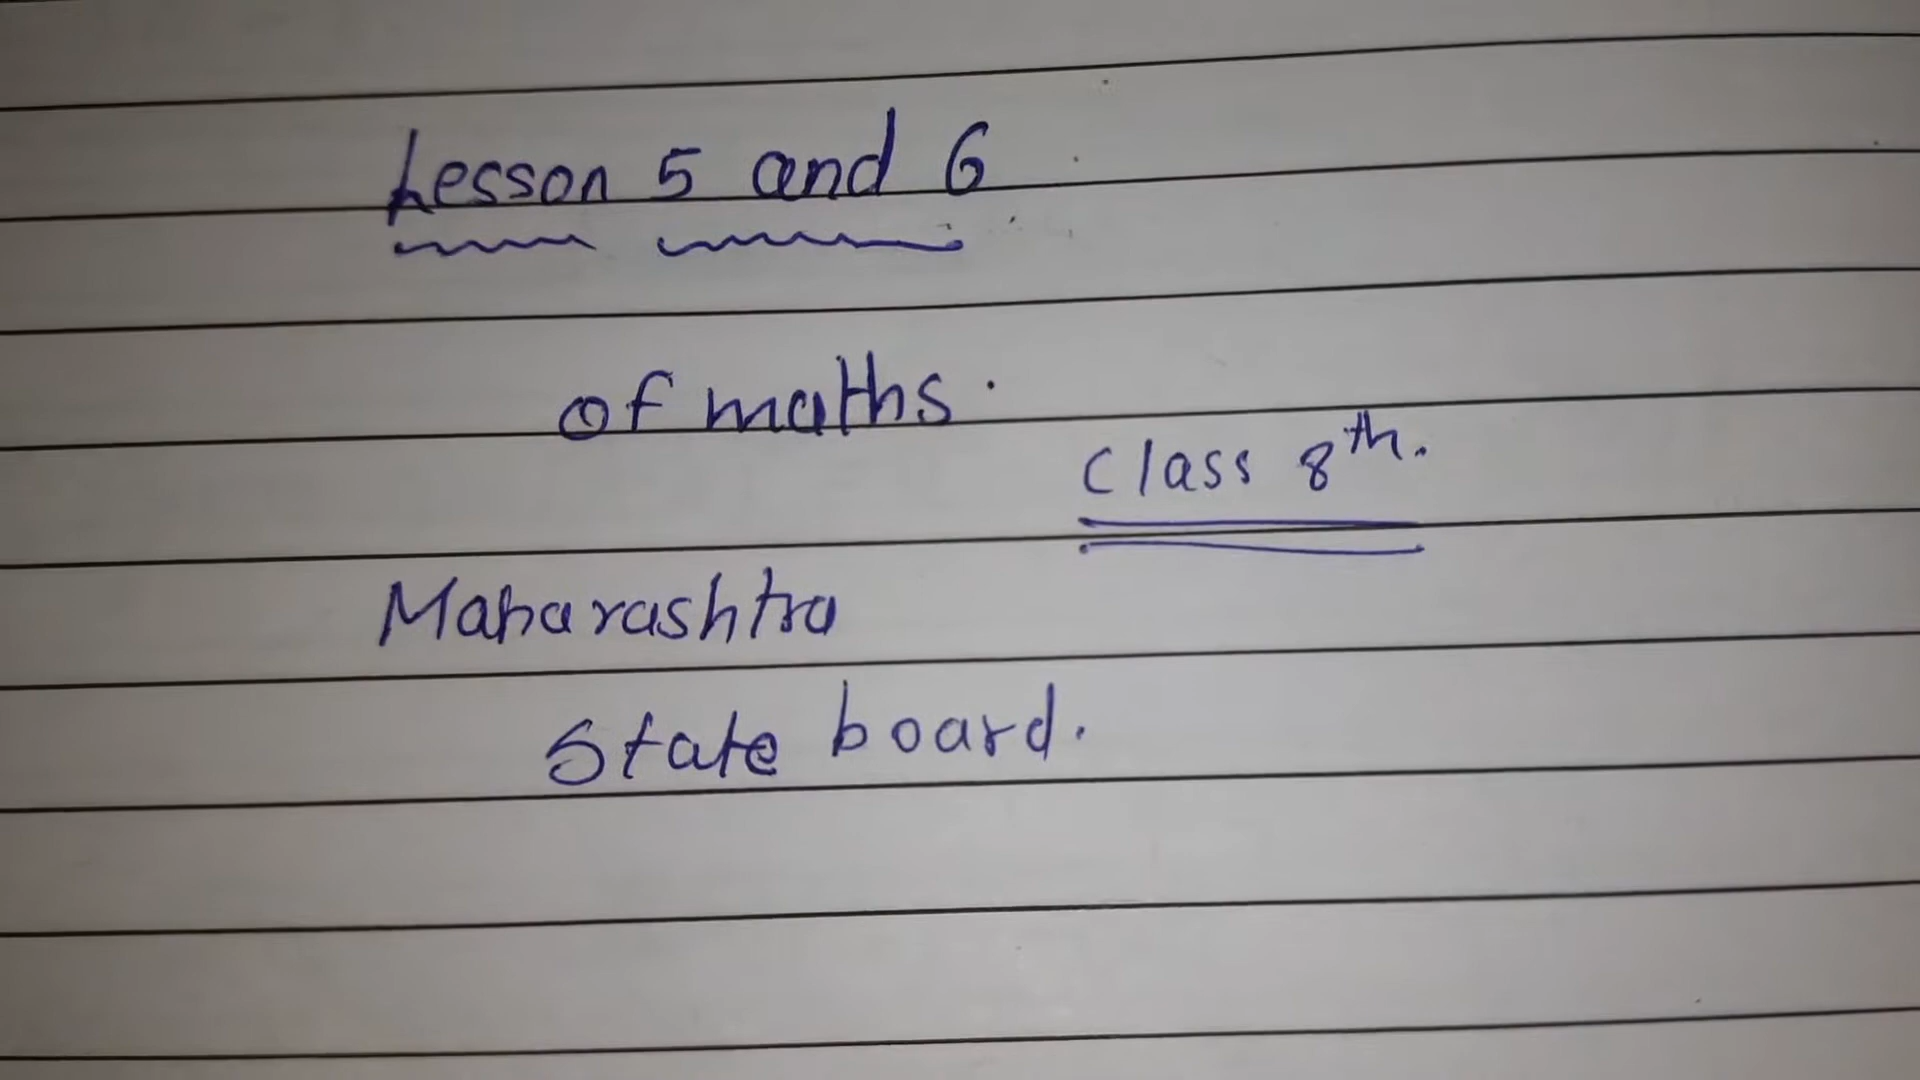 Lesson 5 and 6
of maths.
Class 8th.
Maharashtra
State board.